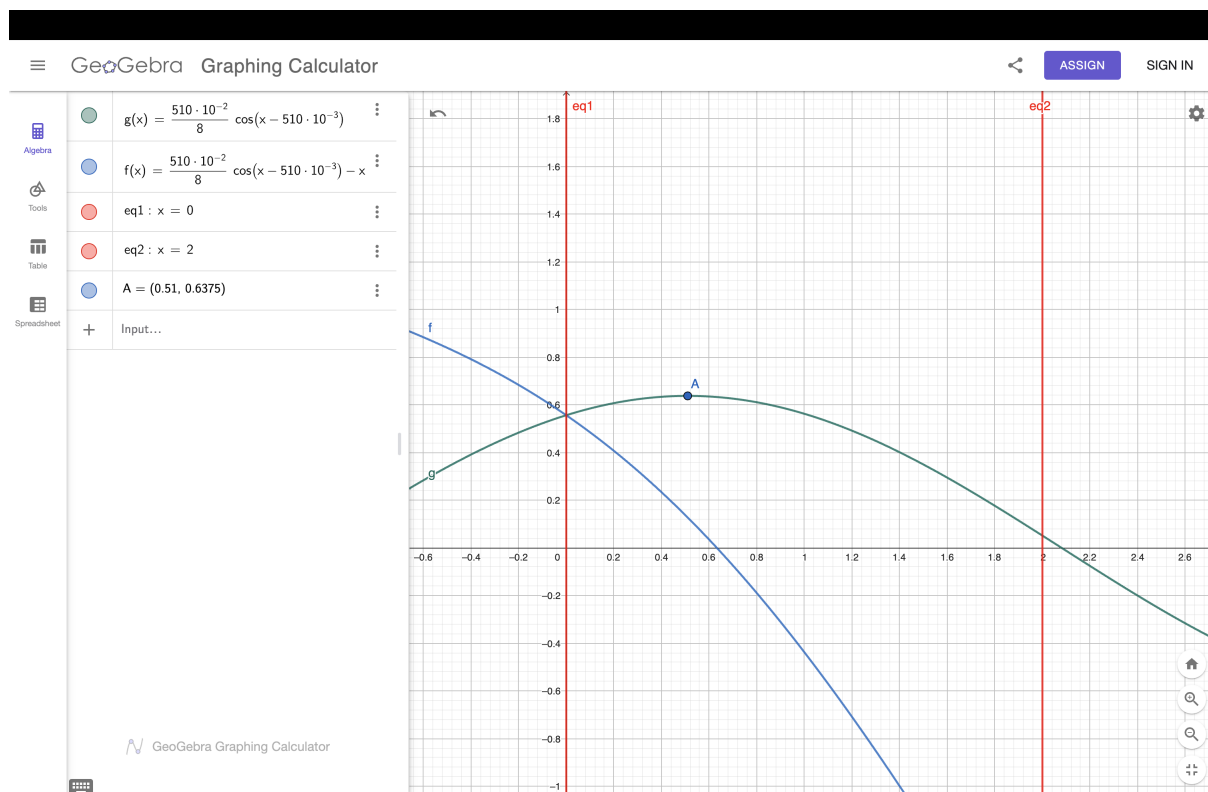 GeoGebra Graphing Calculator
ASSIGN
SIGN IN
Algebra
Tools
Table
Spreadsheet
g(x) = 510 · 10⁻² / 8 cos(x − 510 · 10⁻³)
f(x) = 510 · 10⁻² / 8 cos(x − 510 · 10⁻³) − x
eq1 : x = 0
eq2 : x = 2
A = (0.51, 0.6375)
+ Input...
GeoGebra Graphing Calculator
eq1
eq2
1.8
1.6
1.4
1.2
1
0.8
0.6
0.4
0.2
0
−0.2
−0.4
−0.6
−0.8
−1
f
A
g
−0.6 −0.4 −0.2 0.2 0.4 0.6 0.8 1 1.2 1.4 1.6 1.8 2 2.2 2.4 2.6